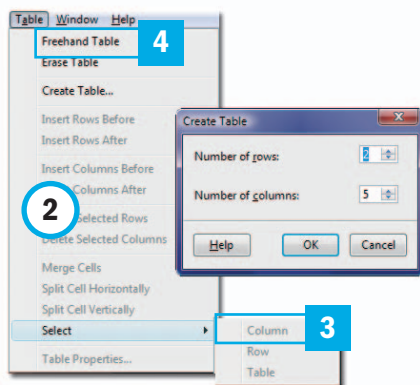 Table Window Help
Freehand Table 4
Erase Table
Create Table...
Insert Rows Before
Insert Rows After
Insert Columns Before
Columns After
2
Selected Rows
Delete Selected Columns
Merge Cells
Split Cell Horizontally
Split Cell Vertically
Select
Table Properties...
Column 3
Row
Table
Create Table
X
Number of rows: 2
Number of columns: 5
Help OK Cancel